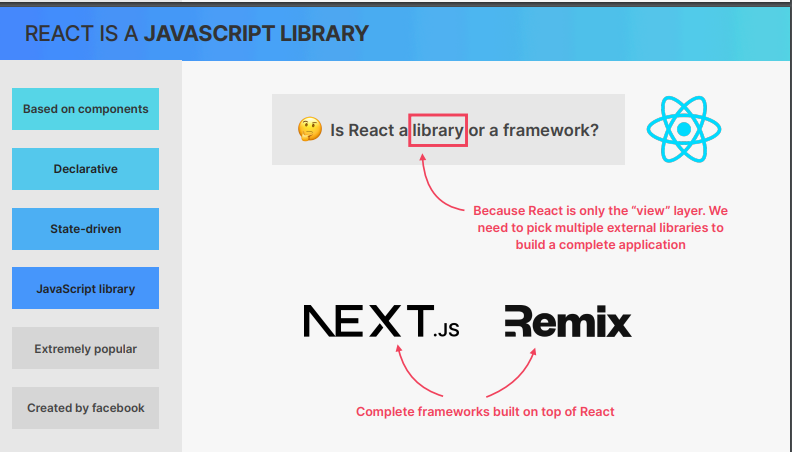 REACT IS A JAVASCRIPT LIBRARY
Based on components
Declarative
State-driven
JavaScript library
Extremely popular
Created by facebook
🤔 Is React a library or a framework?
Because React is only the “view” layer. We
need to pick multiple external libraries to
build a complete application
NEXT.JS
Remix
Complete frameworks built on top of React